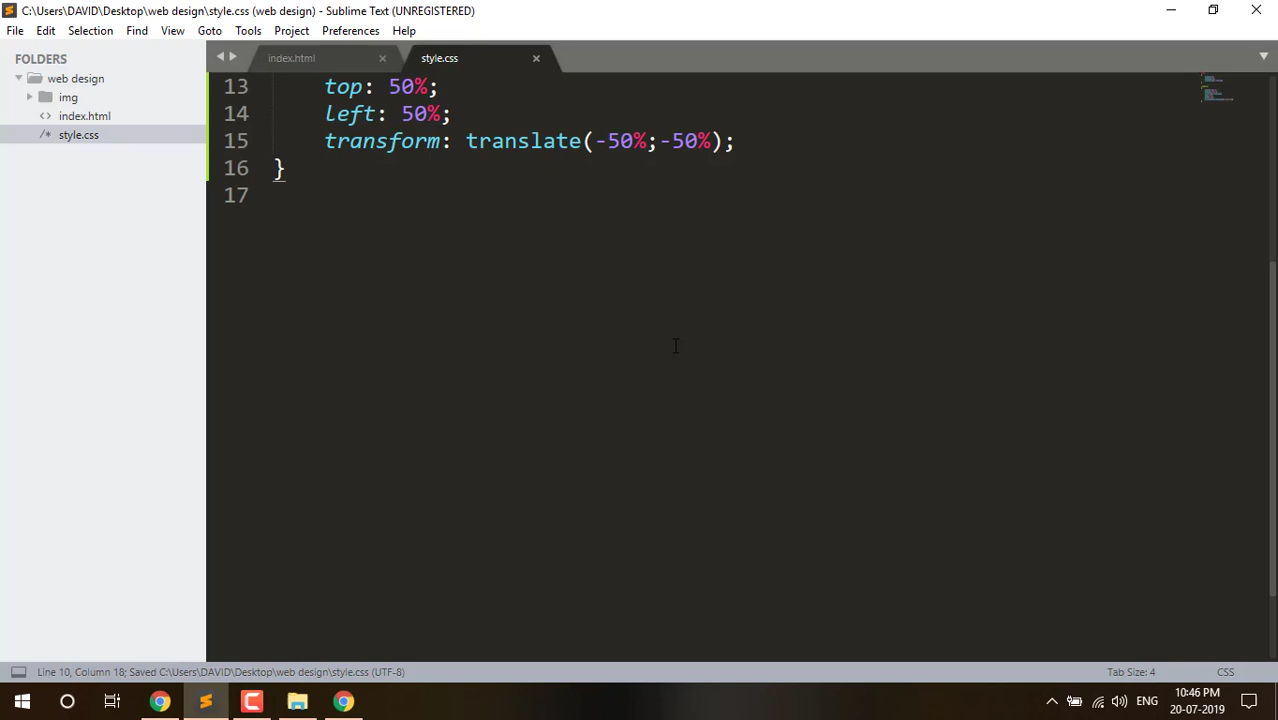 C:\Users\DAVID\Desktop\web design\style.css (web design) - Sublime Text (UNREGISTERED)
File Edit Selection Find View Goto Tools Project Preferences Help
FOLDERS
web design
img
<> index.html
/* style.css
index.html × style.css ×
13 top: 50%;
14 left: 50%;
15 transform: translate(-50%;-50%);
16 }
17
Line 10, Column 18; Saved C:\Users\DAVID\Desktop\web design\style.css (UTF-8) Tab Size: 4 CSS
ENG 10:46 PM
20-07-2019